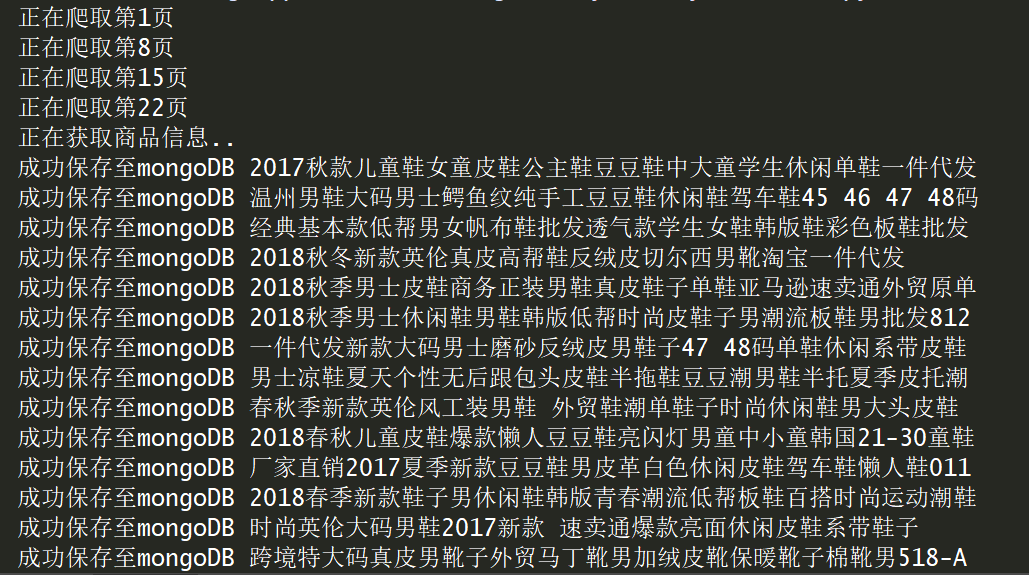 正在爬取第1页
正在爬取第8页
正在爬取第15页
正在爬取第22页
正在获取商品信息..
成功保存至mongoDB 2017秋款儿童鞋女童皮鞋公主鞋豆豆鞋中大童学生休闲单鞋一件代发
成功保存至mongoDB 温州男鞋大码男士鳄鱼纹纯手工豆豆鞋休闲鞋驾车鞋45 46 47 48码
成功保存至mongoDB 经典基本款低帮男女帆布鞋批发透气款学生女鞋韩版鞋彩色板鞋批发
成功保存至mongoDB 2018秋冬新款英伦真皮高帮鞋反绒皮切尔西男靴淘宝一件代发
成功保存至mongoDB 2018秋季男士皮鞋商务正装男鞋真皮鞋子单鞋亚马逊速卖通外贸原单
成功保存至mongoDB 2018秋季男士休闲鞋男鞋韩版低帮时尚皮鞋子男潮流板鞋男批发812
成功保存至mongoDB 一件代发新款大码男士磨砂反绒皮男鞋子47 48码单鞋休闲系带皮鞋
成功保存至mongoDB 男士凉鞋夏天个性无后跟包头皮鞋半拖鞋豆豆潮男鞋半托夏季皮托潮
成功保存至mongoDB 春秋季新款英伦风工装男鞋 外贸鞋潮单鞋子时尚休闲鞋男大头皮鞋
成功保存至mongoDB 2018春秋儿童皮鞋爆款懒人豆豆鞋亮闪灯男童中小童韩国21-30童鞋
成功保存至mongoDB 厂家直销2017夏季新款豆豆鞋男皮革白色休闲皮鞋驾车鞋懒人鞋011
成功保存至mongoDB 2018春季新款鞋子男休闲鞋韩版青春潮流低帮板鞋百搭时尚运动潮鞋
成功保存至mongoDB 时尚英伦大码男鞋2017新款 速卖通爆款亮面休闲皮鞋系带鞋子
成功保存至mongoDB 跨境特大码真皮男靴子外贸马丁靴男加绒皮靴保暖靴子棉靴男518-A